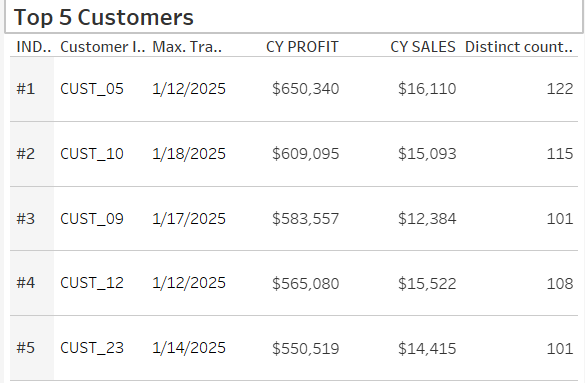 Top 5 Customers
IND.. Customer I.. Max. Tra.. CY PROFIT CY SALES Distinct count..
#1 CUST_05 1/12/2025 $650,340 $16,110 122
#2 CUST_10 1/18/2025 $609,095 $15,093 115
#3 CUST_09 1/17/2025 $583,557 $12,384 101
#4 CUST_12 1/12/2025 $565,080 $15,522 108
#5 CUST_23 1/14/2025 $550,519 $14,415 101